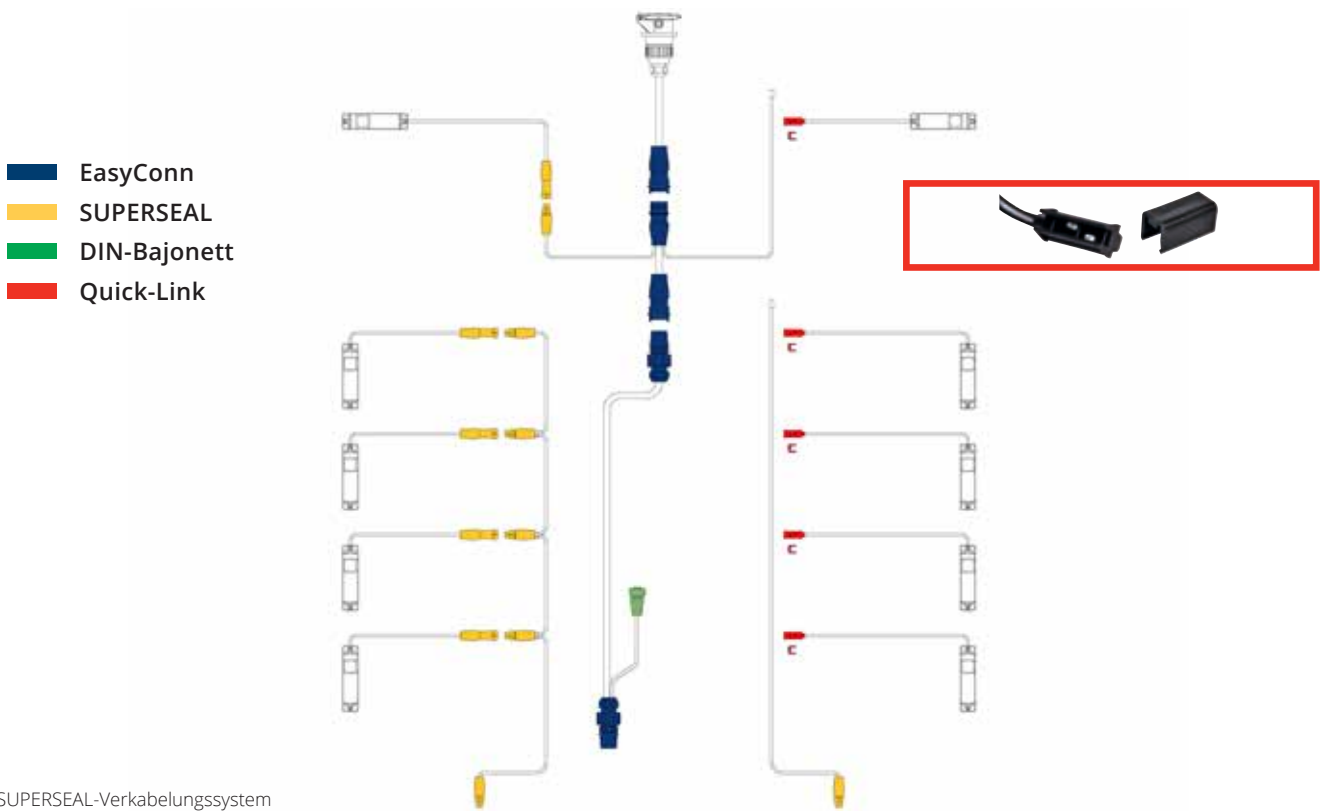 EasyConn
SUPERSEAL
DIN-Bajonett
Quick-Link
SUPERSEAL-Verkabelungssystem